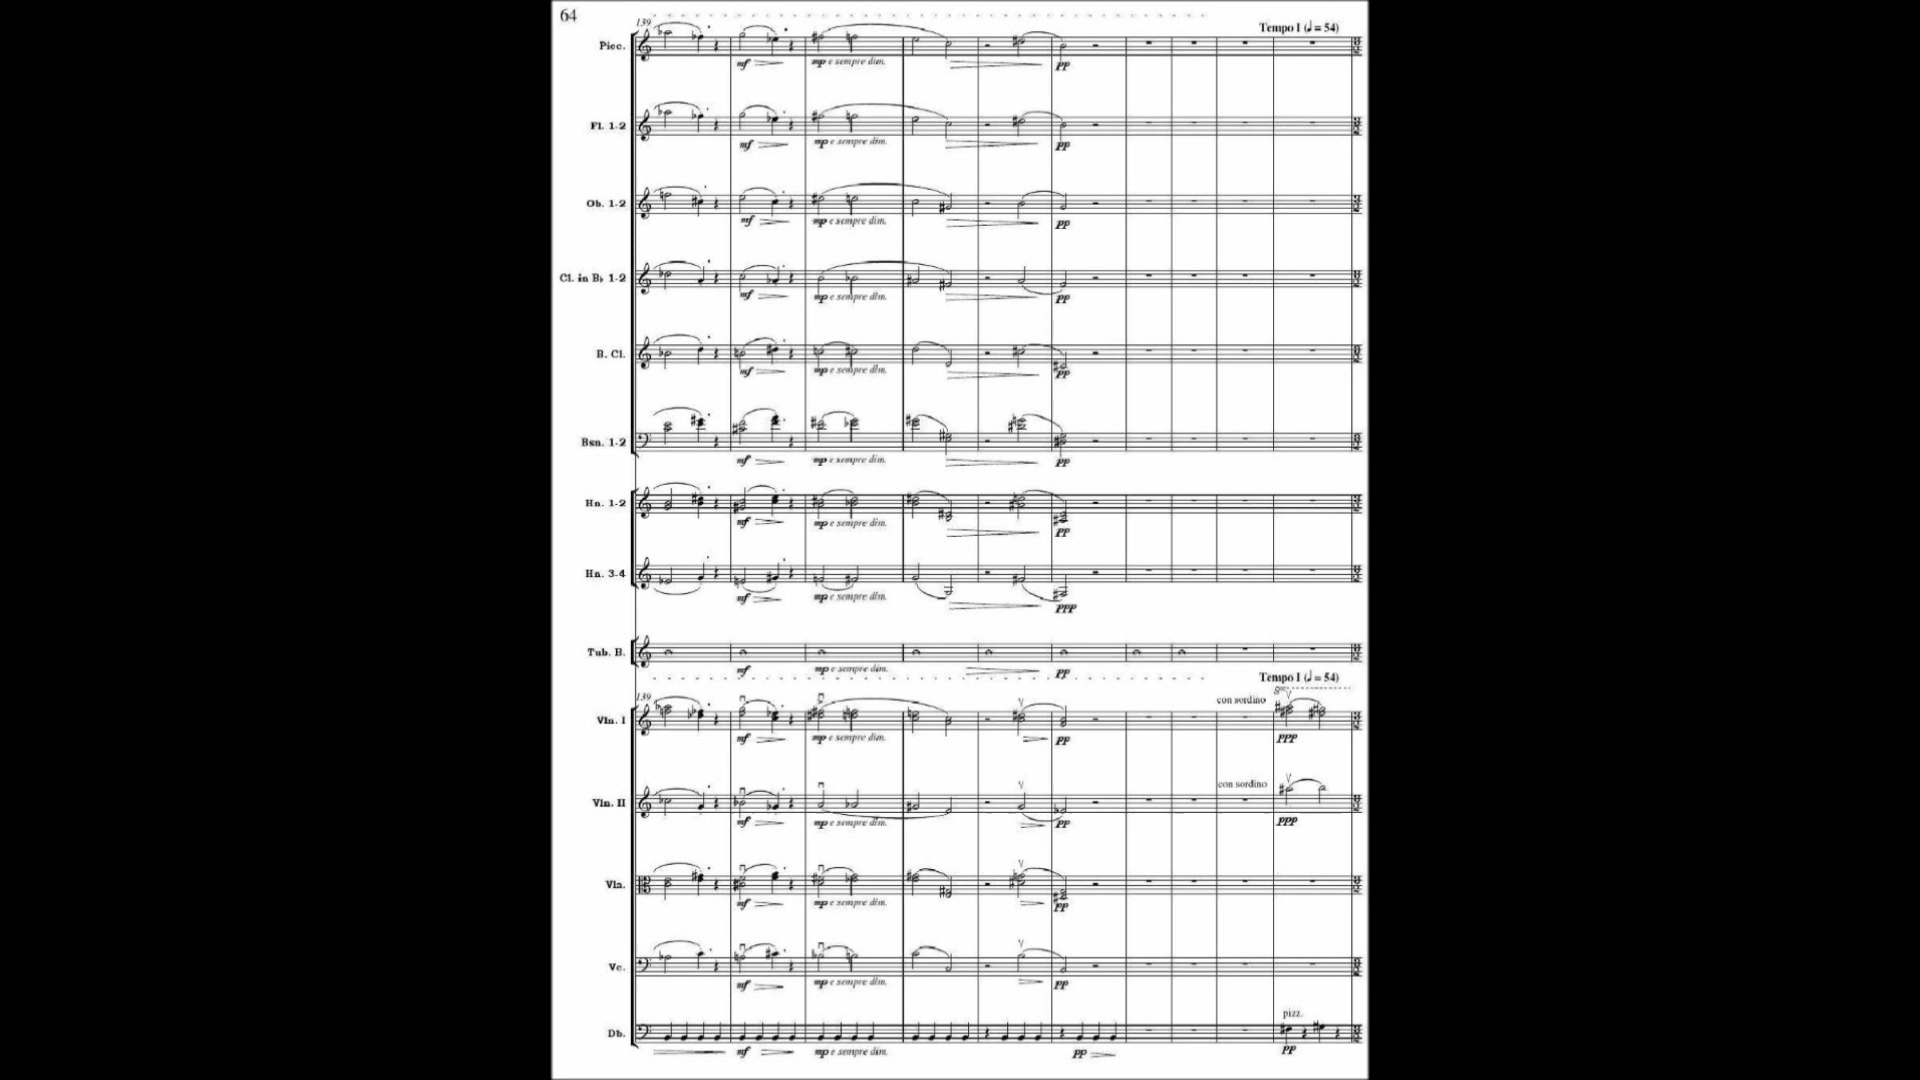 64
139
Tempo I (♩ = 54)
Picc.
mf mp e sempre dim. pp
Fl. 1-2
mf mp e sempre dim. pp
Ob. 1-2
mf mp e sempre dim. pp
Cl. in B♭ 1-2
mf mp e sempre dim. pp
B. Cl.
mf mp e sempre dim. pp
Bsn. 1-2
mf mp e sempre dim. pp
Hn. 1-2
mf mp e sempre dim. pp
Hn. 3-4
mf mp e sempre dim. ppp
Tub. B.
mf mp e sempre dim. pp
Tempo I (♩ = 54)
139
con sordino 8va
Vln. I
mf mp e sempre dim. pp ppp
con sordino
Vln. II
mf mp e sempre dim. pp ppp
Vla.
mf mp e sempre dim. pp
Vc.
mf mp e sempre dim. pp
pizz.
Db.
mf mp e sempre dim. pp pp